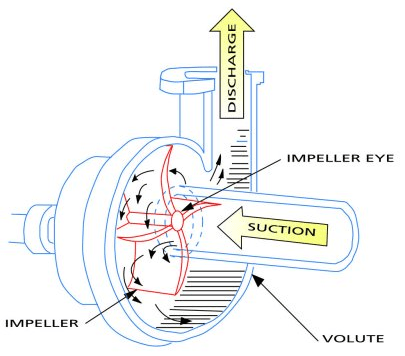 DISCHARGE
IMPELLER EYE
SUCTION
IMPELLER
VOLUTE